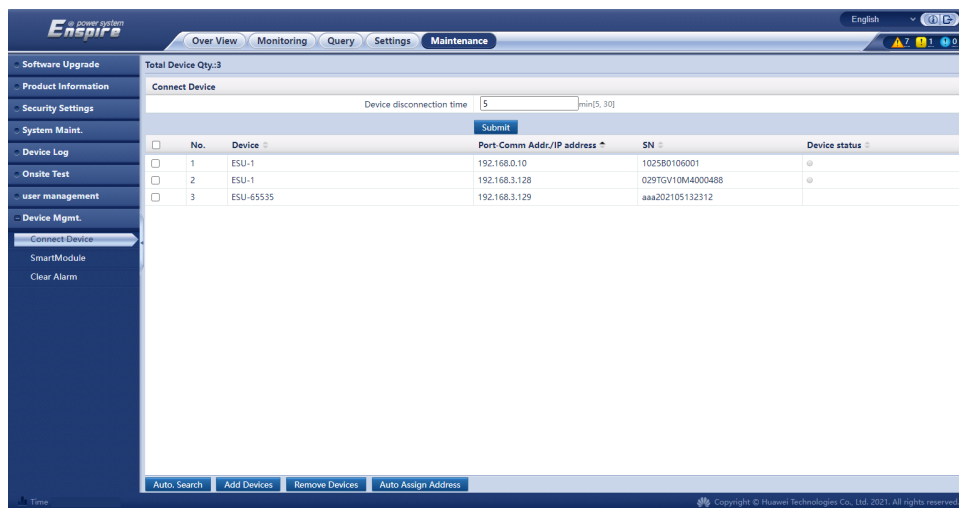 e power system
Enspire
English
Over View Monitoring Query Settings Maintenance
7 1 0
Software Upgrade
Product Information
Security Settings
System Maint.
Device Log
Onsite Test
user management
Device Mgmt.
Connect Device
SmartModule
Clear Alarm
Total Device Qty.:3
Connect Device
Device disconnection time 5 min[5, 30]
Submit
No. Device Port-Comm Addr./IP address SN Device status
1 ESU-1 192.168.0.10 1025B0106001
2 ESU-1 192.168.3.128 029TGV10M4000488
3 ESU-65535 192.168.3.129 aaa202105132312
Auto. Search Add Devices Remove Devices Auto Assign Address
Time
Copyright © Huawei Technologies Co., Ltd. 2021. All rights reserved.